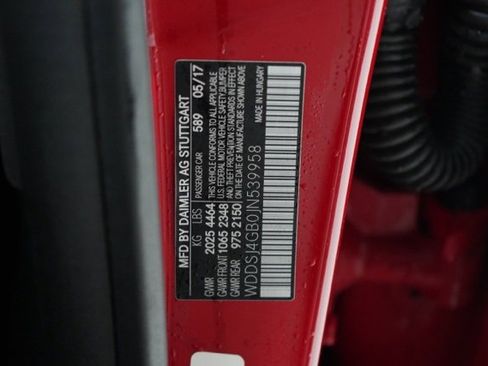 MFD BY DAIMLER AG STUTTGART
PASSENGER CAR 589 05/17
KG LBS THIS VEHICLE CONFORMS TO ALL APPLICABLE
GVWR 2025 4464 U.S. FEDERAL MOTOR VEHICLE SAFETY/BUMPER
GAWR FRONT 1065 2348 AND THEFT PREVENTION STANDARDS IN EFFECT
GAWR REAR 975 2150 ON THE DATE OF MANUFACTURE SHOWN ABOVE
WDDSJ4GB0JN539958 MADE IN HUNGARY